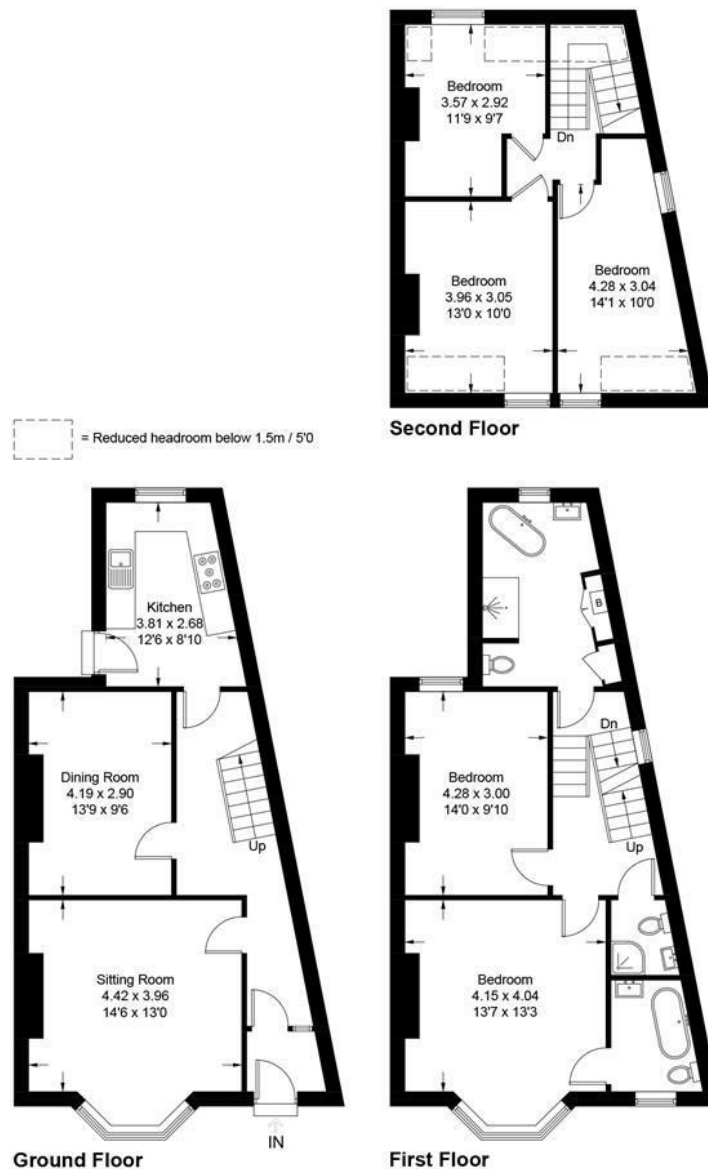 Bedroom
3.57 x 2.92
11'9 x 9'7
Dn
Bedroom
3.96 x 3.05
13'0 x 10'0
Bedroom
4.28 x 3.04
14'1 x 10'0
Second Floor
= Reduced headroom below 1.5m / 5'0
Kitchen
3.81 x 2.68
12'6 x 8'10
Dining Room
4.19 x 2.90
13'9 x 9'6
Up
Sitting Room
4.42 x 3.96
14'6 x 13'0
IN
Ground Floor
B
Dn
Bedroom
4.28 x 3.00
14'0 x 9'10
Up
Bedroom
4.15 x 4.04
13'7 x 13'3
First Floor